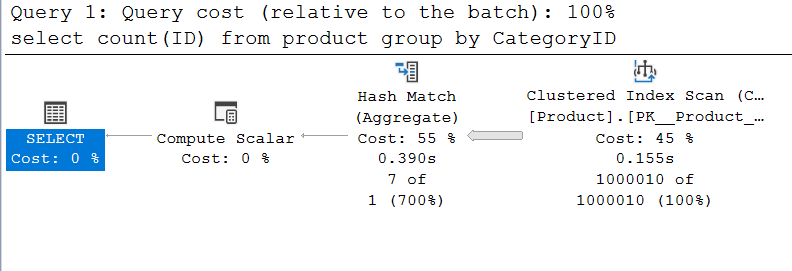 Query 1: Query cost (relative to the batch): 100%
select count(ID) from product group by CategoryID
SELECT
Cost: 0 %
Compute Scalar
Cost: 0 %
Hash Match
(Aggregate)
Cost: 55 %
0.390s
7 of
1 (700%)
Clustered Index Scan (C…
[Product].[PK__Product_…
Cost: 45 %
0.155s
1000010 of
1000010 (100%)